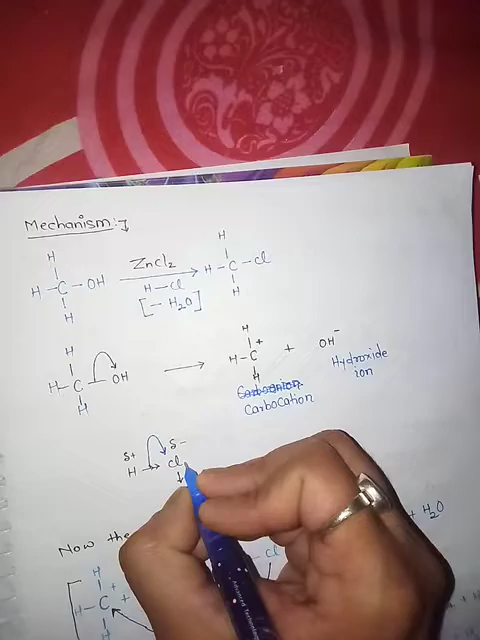 Mechanism :-
H
H - C - OH
H
ZnCl2
H - Cl
[- H2O]
H
H - C - Cl
H
H
H - C - OH
H
H
H - C +
H
+
OH-
Carbocation
Hydroxide
ion
δ+ δ-
H Cl
Now the
+ H2O
H
H - C + +
H
Cl
+ H